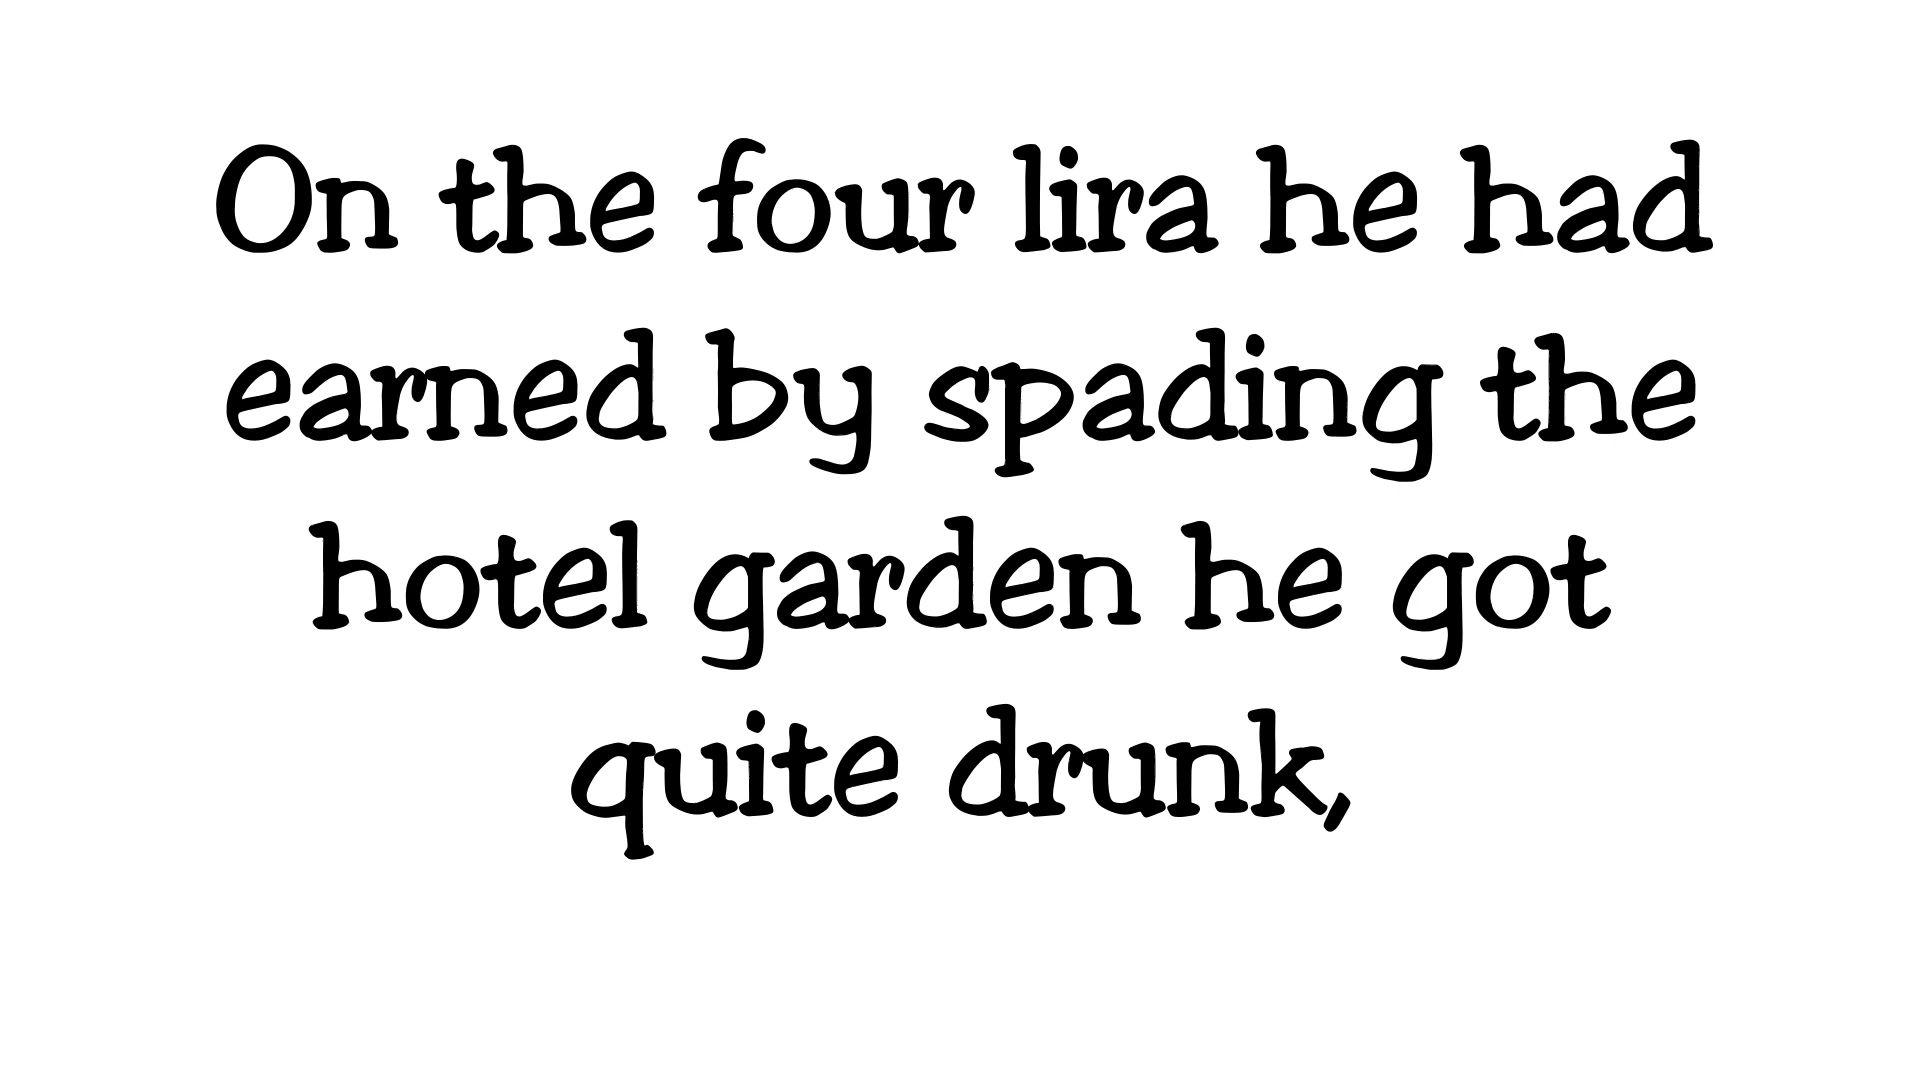 On the four lira he had
earned by spading the
hotel garden he got
quite drunk,